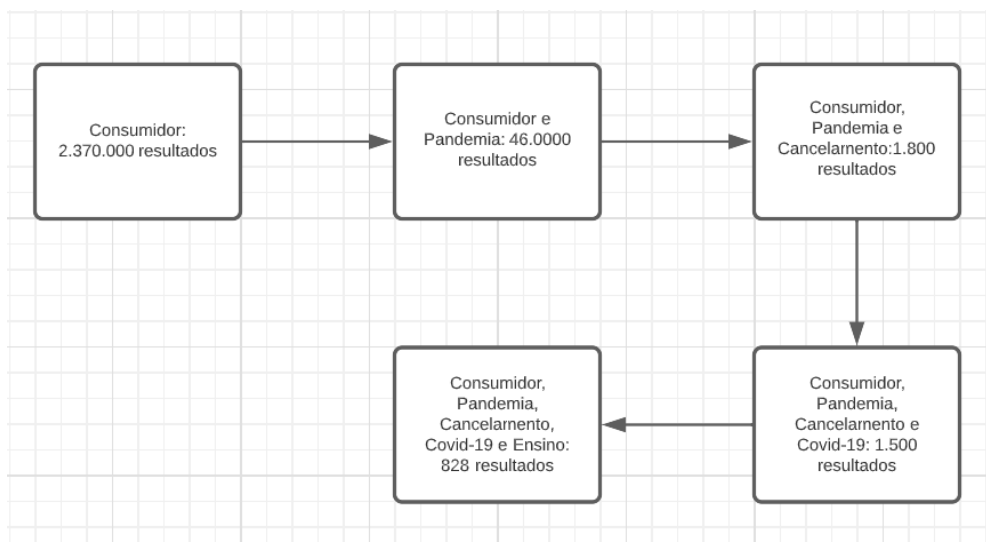 Consumidor:
2.370.000 resultados
Consumidor e
Pandemia: 46.0000
resultados
Consumidor,
Pandemia e
Cancelamento:1.800
resultados
Consumidor,
Pandemia,
Cancelamento e
Covid-19: 1.500
resultados
Consumidor,
Pandemia,
Cancelamento,
Covid-19 e Ensino:
828 resultados